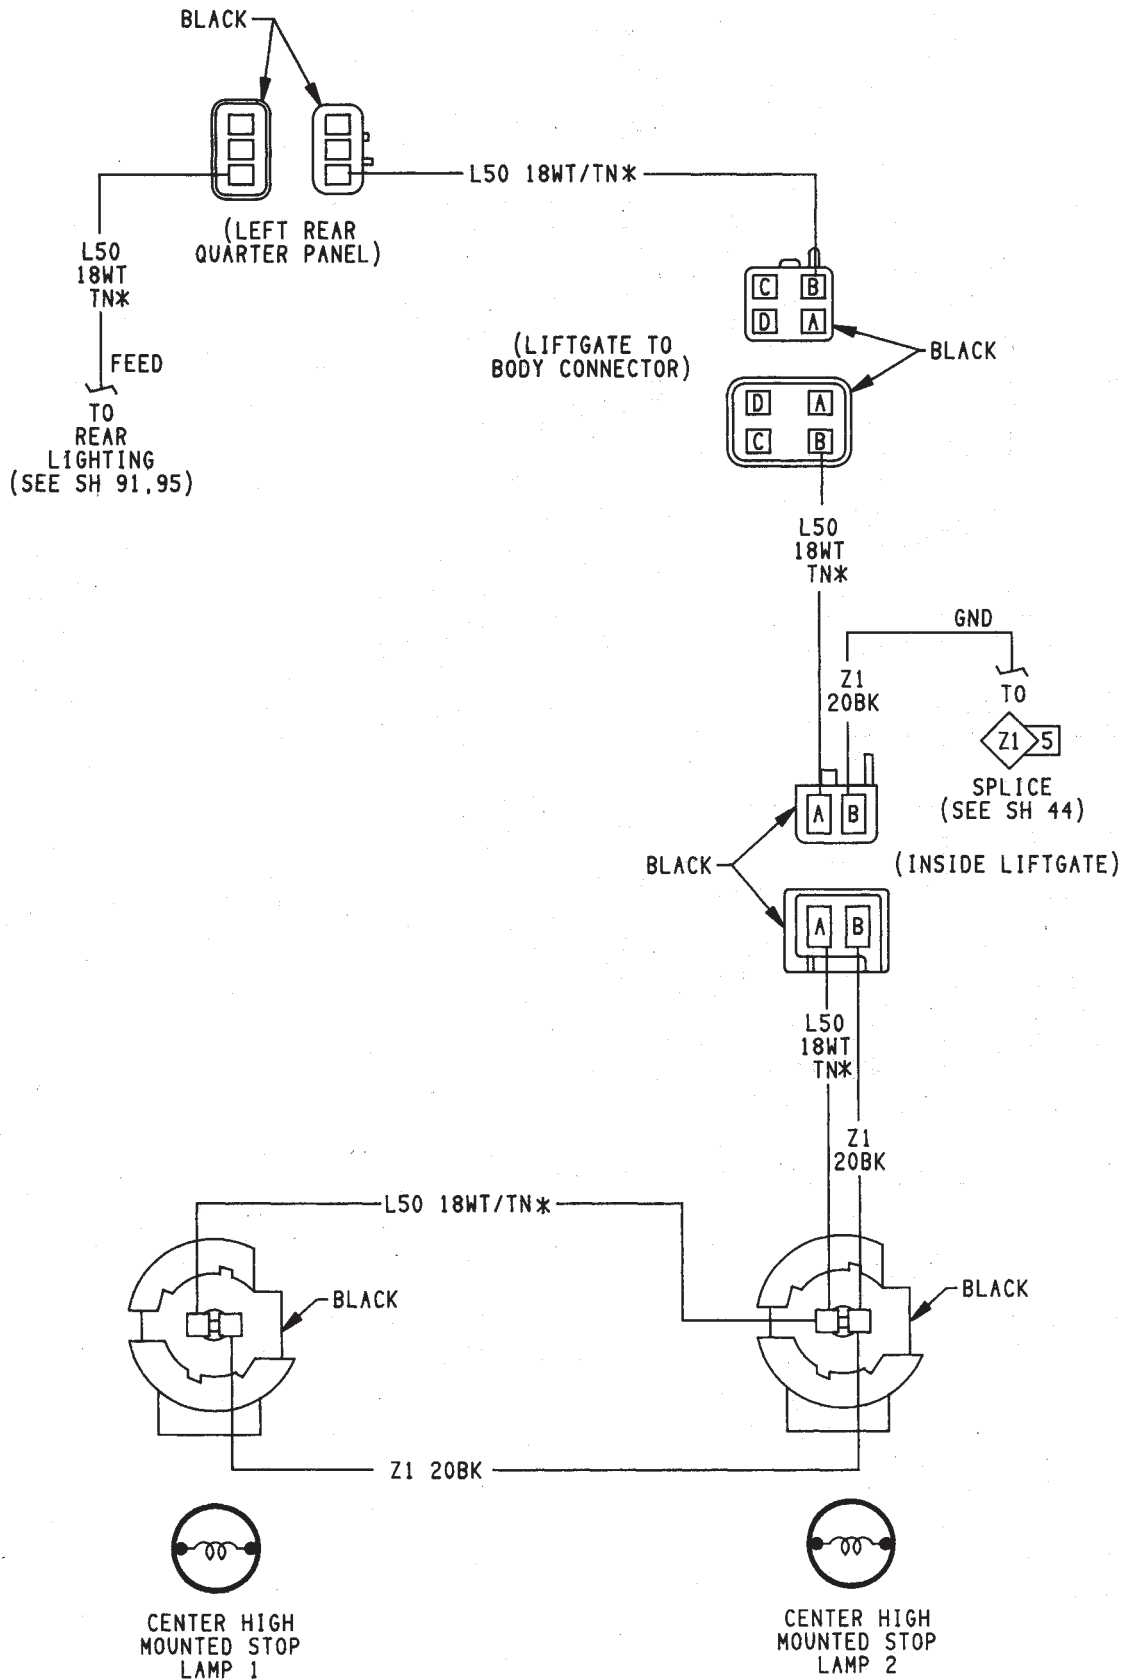 BLACK
L50 18WT/TN*
(LEFT REAR
QUARTER PANEL)
L50
18WT
TN*
FEED
TO
REAR
LIGHTING
(SEE SH 91,95)
C B
D A
(LIFTGATE TO
BODY CONNECTOR)
BLACK
D A
C B
L50
18WT
TN*
GND
Z1
20BK
TO
Z1 5
SPLICE
(SEE SH 44)
A B
BLACK
(INSIDE LIFTGATE)
A B
L50
18WT
TN*
Z1
20BK
L50 18WT/TN*
BLACK
BLACK
Z1 20BK
CENTER HIGH
MOUNTED STOP
LAMP 1
CENTER HIGH
MOUNTED STOP
LAMP 2